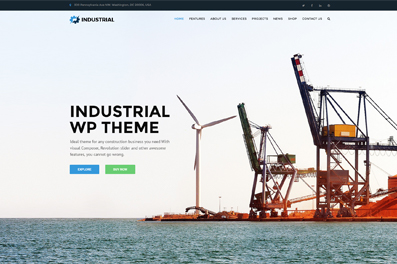 INDUSTRIAL
HOME FEATURES ABOUT US SERVICES PROJECTS NEWS SHOP CONTACT US
INDUSTRIAL
WP THEME
Ideal theme for any construction business you need With
Visual Composer, Revolution slider and other awesome
features, you cannot go wrong.
EXPLORE BUY NOW